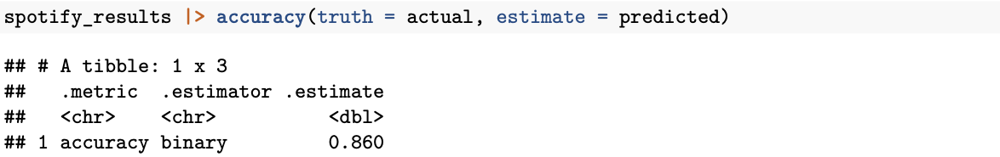 spotify_results |> accuracy(truth = actual, estimate = predicted)
## # A tibble: 1 x 3
##   .metric  .estimator .estimate
##   <chr>    <chr>          <dbl>
## 1 accuracy binary         0.860